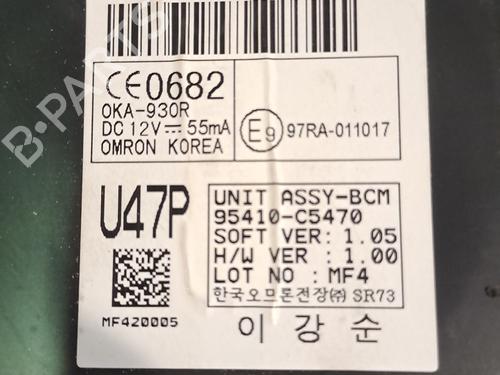 B-PARTS
CE0682
OKA-930R
DC 12V 55mA
OMRON KOREA
E9 97RA-011017
U47P
UNIT ASSY-BCM
95410-C5470
SOFT VER: 1.05
H/W VER : 1.00
LOT NO : MF4
한국오므론전장㈜ SR73
MF420005
이 강 순